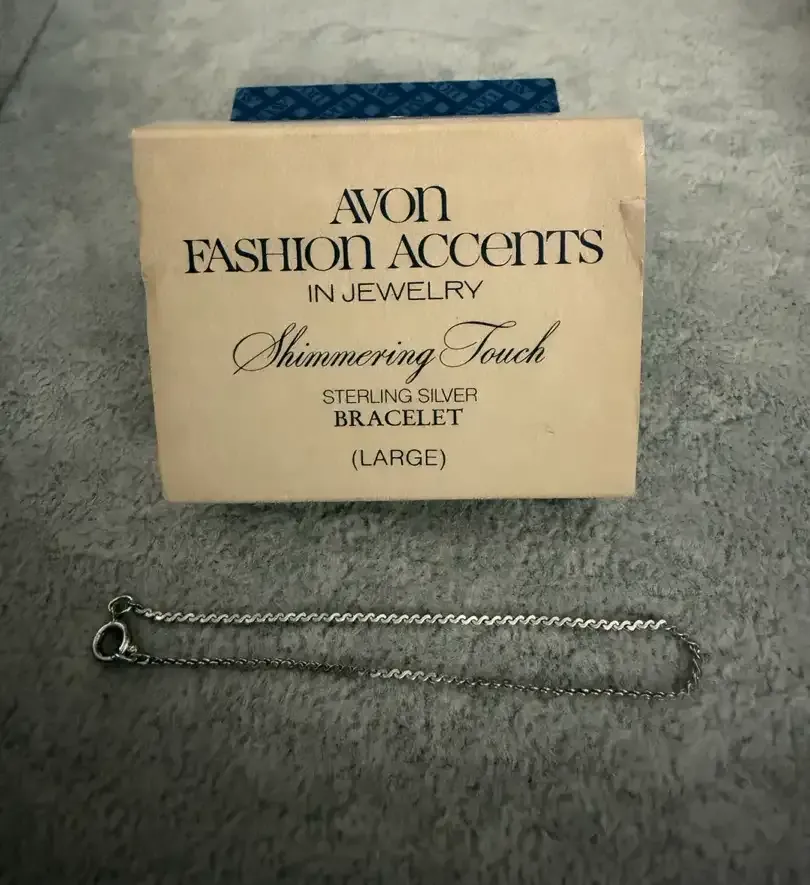 AVON
FASHION ACCENTS
IN JEWELRY
Shimmering Touch
STERLING SILVER
BRACELET
(LARGE)